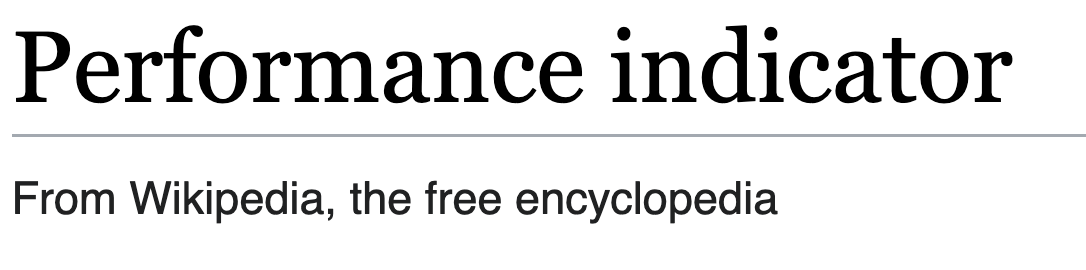 Performance indicator
From Wikipedia, the free encyclopedia